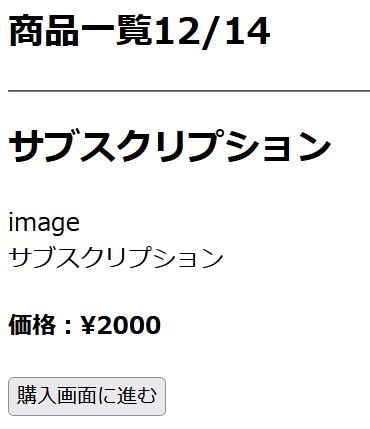 商品一覧12/14
サブスクリプション
image
サブスクリプション
価格：¥2000
購入画面に進む